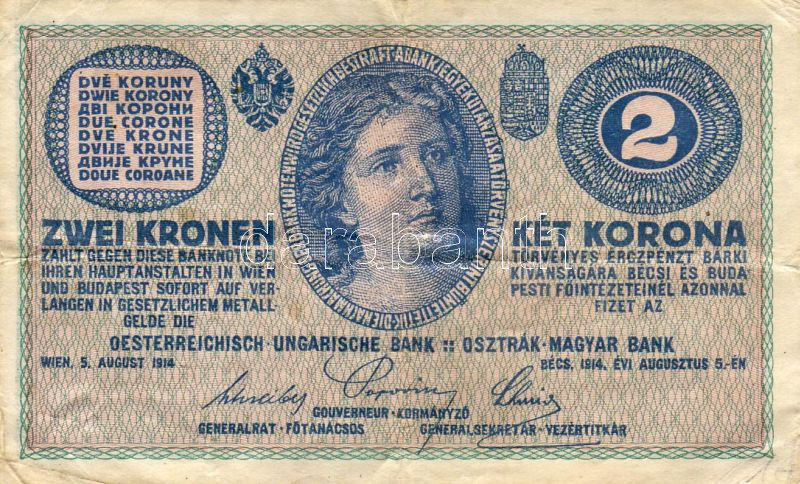 DVĚ KORUNY
DWIE KORONY
ДВІ КОРОНИ
DUE CORONE
DVE KRONE
DVIJE KRUNE
ДВИЈЕ КРУНЕ
DOUE COROANE
2
ZWEI KRONEN
ZAHLT GEGEN DIESE BANKNOTE BEI
IHREN HAUPTANSTALTEN IN WIEN
UND BUDAPEST SOFORT AUF VER-
LANGEN IN GESETZLICHEM METALL-
GELDE DIE
KÉT KORONA
TÖRVÉNYES ÉRCZPÉNZT BÁRKI
KIVÁNSÁGÁRA BÉCSI ÉS BUDA
PESTI FŐINTÉZETEINÉL AZONNAL
FIZET AZ
OESTERREICHISCH-UNGARISCHE BANK :: OSZTRÁK-MAGYAR BANK
WIEN, 5. AUGUST 1914
BÉCS, 1914. ÉVI AUGUSZTUS 5.-ÉN
GOUVERNEUR·KORMÁNYZÓ
GENERALRAT·FŐTANÁCSOS
GENERALSEKRETÄR·VEZÉRTITKÁR
darabanth